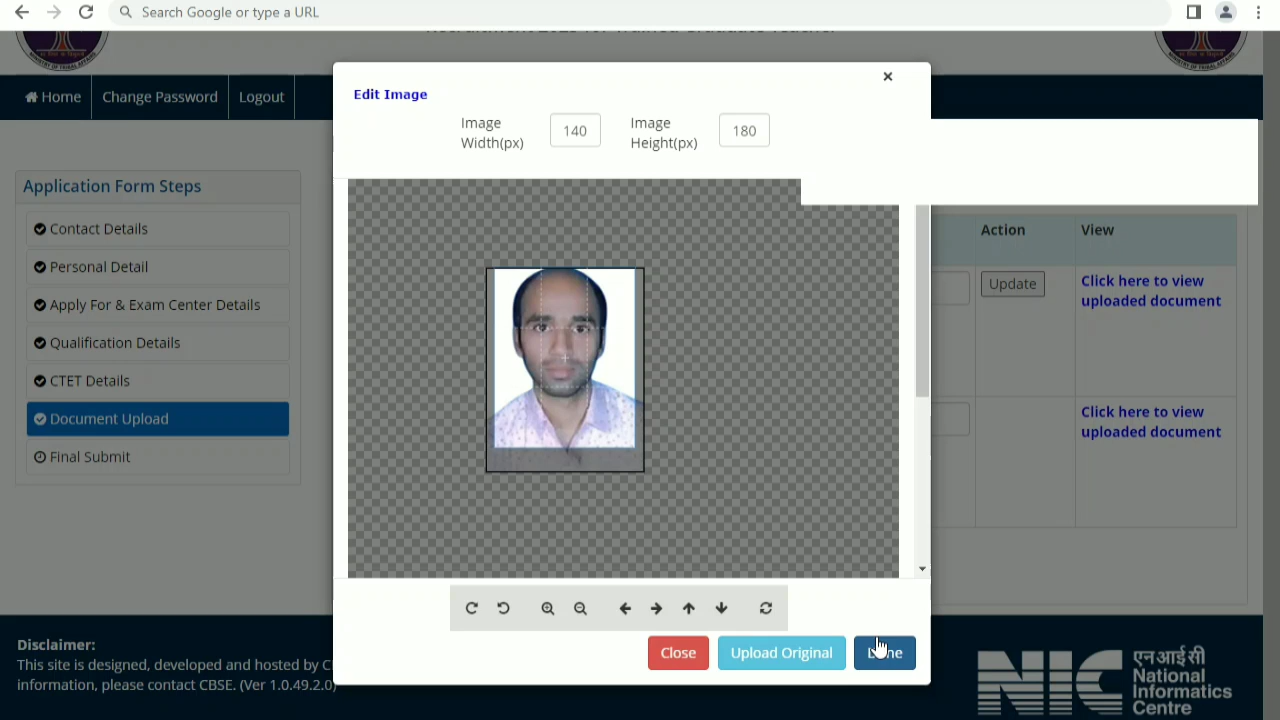 Search Google or type a URL
Home
Change Password
Logout
Edit Image
Image
Width(px)
140
Image
Height(px)
180
Application Form Steps
Contact Details
Personal Detail
Apply For & Exam Center Details
Qualification Details
CTET Details
Document Upload
Final Submit
Action
View
Update
Click here to view
uploaded document
Click here to view
uploaded document
Close
Upload Original
Disclaimer:
This site is designed, developed and hosted by
information, please contact CBSE. (Ver 1.0.49.2.0)
NIC
एनआईसी
National
Informatics
Centre